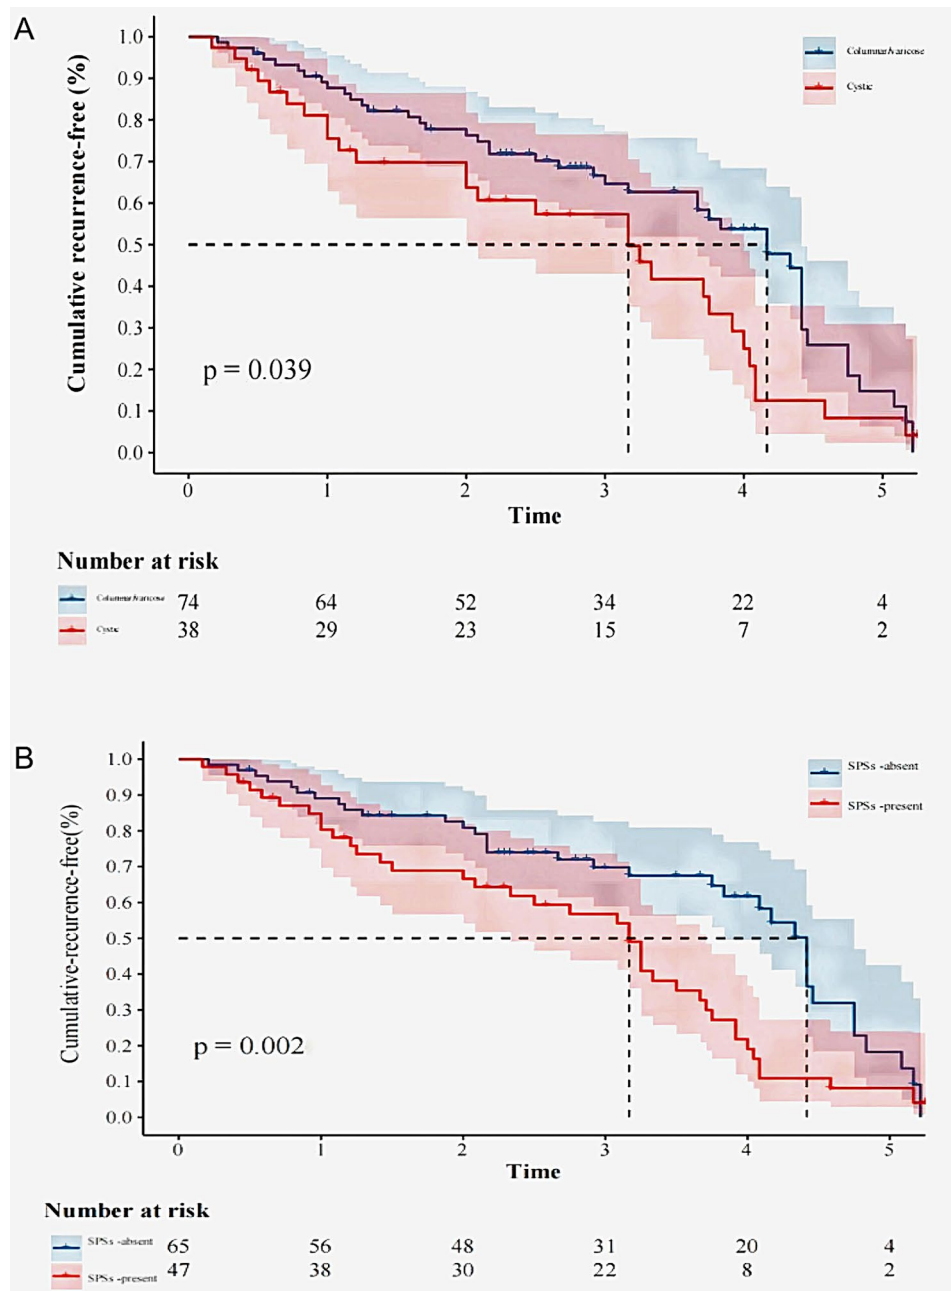 A
Cumulative recurrence-free (%)
1.0
0.9
0.8
0.7
0.6
0.5
0.4
0.3
0.2
0.1
0.0
Columnar/varicose
Cystic
p = 0.039
0 1 2 3 4 5
Time
Number at risk
Columnar/varicose 74 64 52 34 22 4
Cystic 38 29 23 15 7 2
B
Cumulative-recurence-free(%)
1.0
0.9
0.8
0.7
0.6
0.5
0.4
0.3
0.2
0.1
0.0
SPSs -absent
SPSs -present
p = 0.002
0 1 2 3 4 5
Time
Number at risk
SPSs -absent 65 56 48 31 20 4
SPSs -present 47 38 30 22 8 2